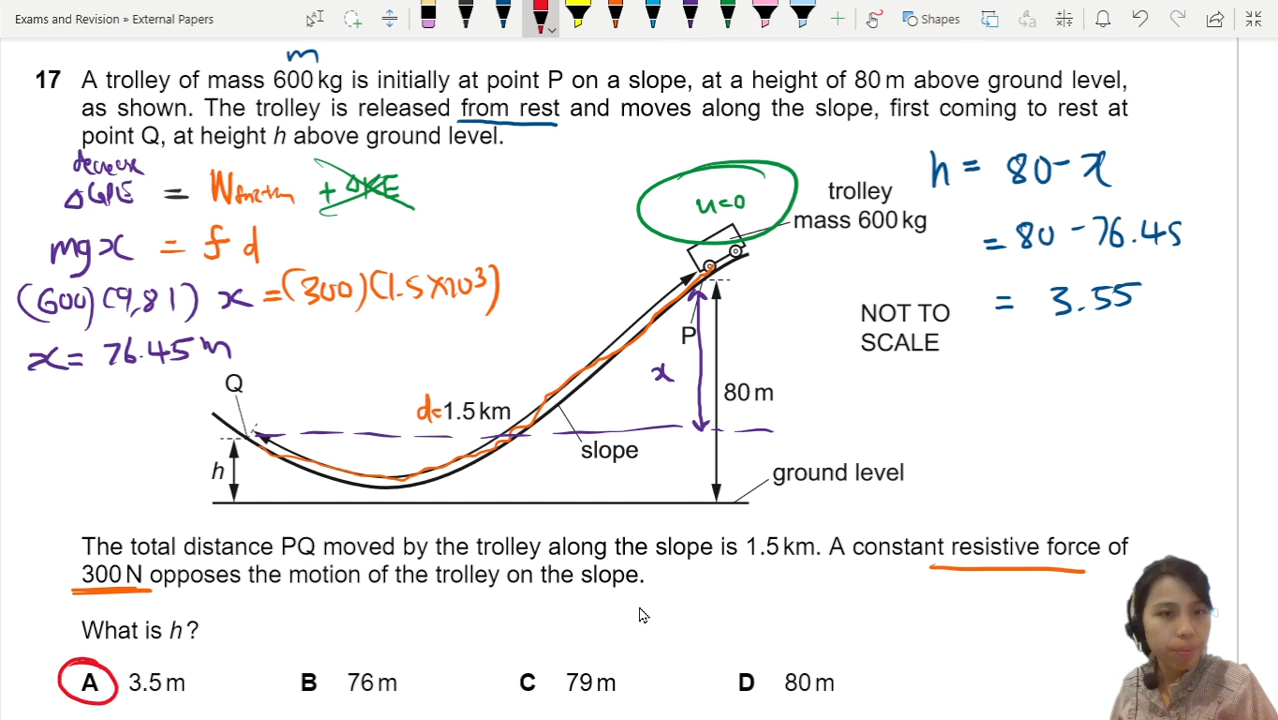 Exams and Revision » External Papers
Shapes
m
17 A trolley of mass 600 kg is initially at point P on a slope, at a height of 80 m above ground level,
as shown. The trolley is released from rest and moves along the slope, first coming to rest at
point Q, at height h above ground level.
decrease
ΔGPE = Wfriction + ΔKE
mgx = f d
(600)(9.81) x = (300)(1.5×10³)
x = 76.45 m
u=0
trolley
mass 600 kg
h = 80 - x
= 80 - 76.45
= 3.55
NOT TO
SCALE
P
x
Q
d=1.5 km
80 m
slope
h
ground level
The total distance PQ moved by the trolley along the slope is 1.5 km. A constant resistive force of
300 N opposes the motion of the trolley on the slope.
What is h?
A 3.5 m B 76 m C 79 m D 80 m